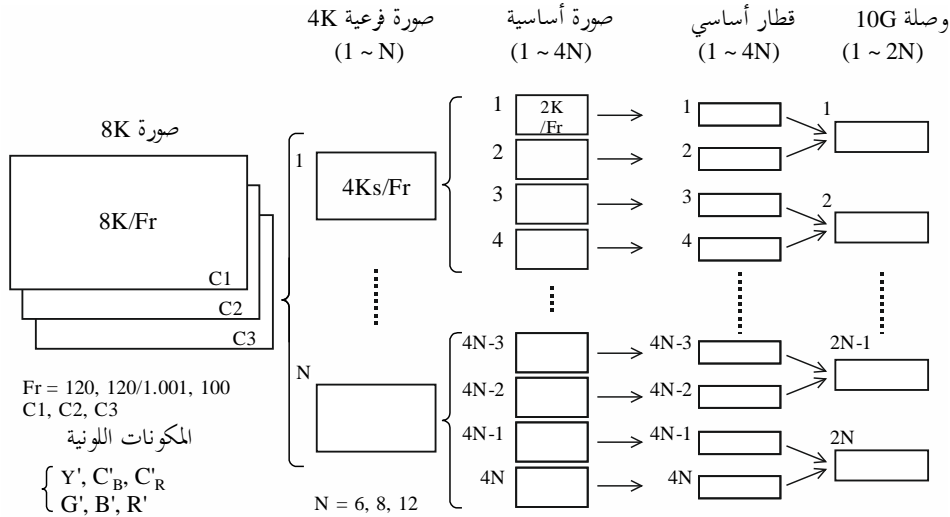 صورة فرعية 4K
(1 ~ N)
صورة أساسية
(1 ~ 4N)
قطار أساسي
(1 ~ 4N)
وصلة 10G
(1 ~ 2N)
صورة 8K
8K/Fr
C1
C2
C3
Fr = 120, 120/1.001, 100
C1, C2, C3
المكونات اللونية
Y', C'B, C'R
G', B', R'
1
4Ks/Fr
N
N = 6, 8, 12
1
2K
/Fr
2
3
4
4N-3
4N-2
4N-1
4N
1
2
3
4
4N-3
4N-2
4N-1
4N
1
2
2N-1
2N